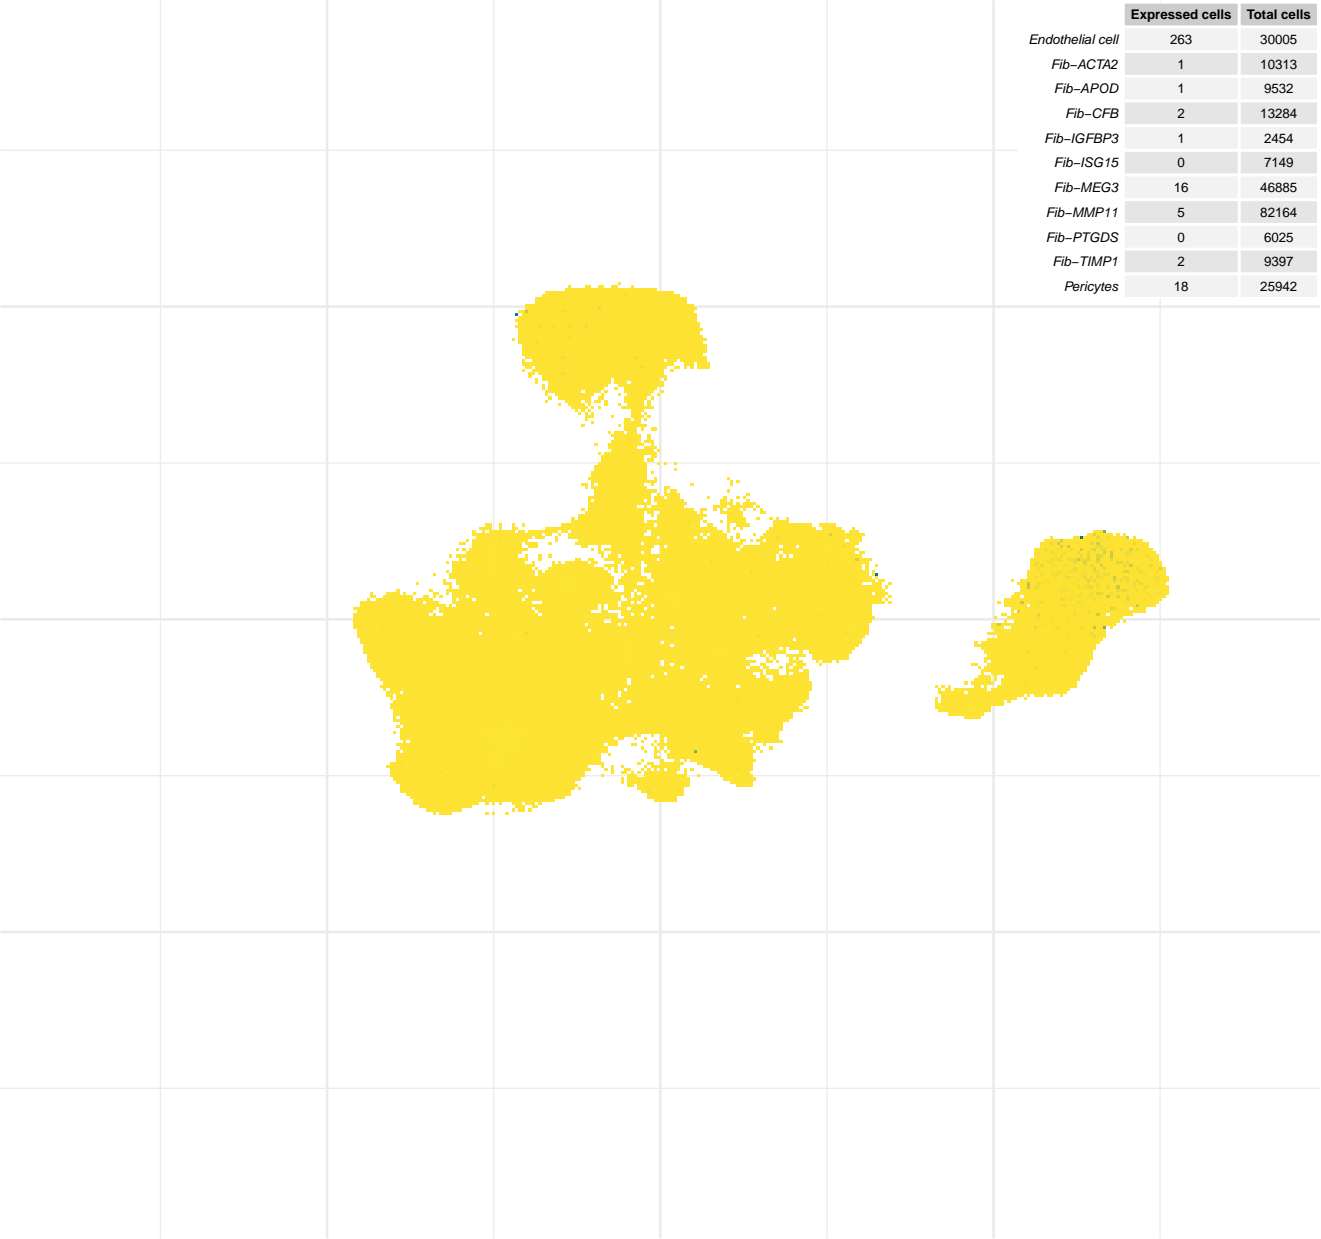 Expressed cells Total cells
Endothelial cell 263 30005
Fib−ACTA2 1 10313
Fib−APOD 1 9532
Fib−CFB 2 13284
Fib−IGFBP3 1 2454
Fib−ISG15 0 7149
Fib−MEG3 16 46885
Fib−MMP11 5 82164
Fib−PTGDS 0 6025
Fib−TIMP1 2 9397
Pericytes 18 25942